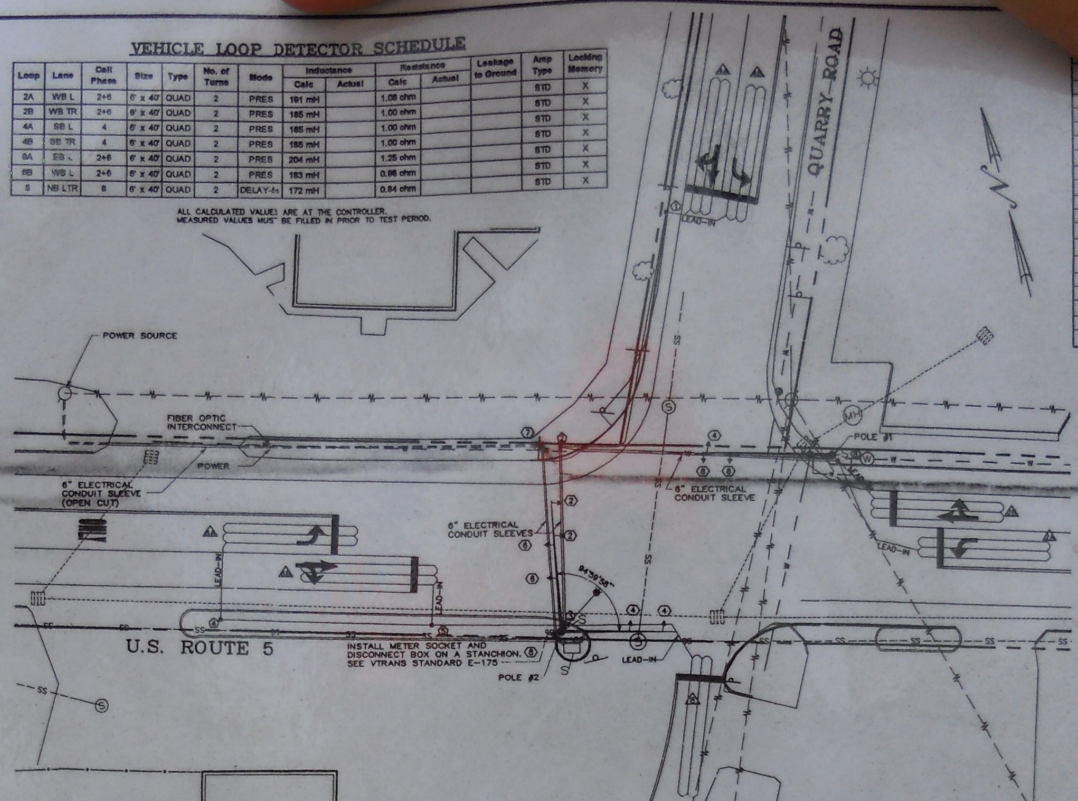 VEHICLE LOOP DETECTOR SCHEDULE
Loop Lane Call Phase Size Type No. of Turns Mode Inductance Calc Actual Resistance Calc Actual Leakage to Ground Amp Type Locking Memory
2A WB L 2+6 6' x 40' QUAD 2 PRES 191 mH 1.08 ohm STD X
2B WB TR 2+6 6' x 40' QUAD 2 PRES 185 mH 1.00 ohm STD X
4A SB L 4 6' x 40' QUAD 2 PRES 185 mH 1.00 ohm STD X
4B SB TR 4 6' x 40' QUAD 2 PRES 185 mH 1.00 ohm STD X
EB 2+6 6' x 40' QUAD 2 PRES 204 mH 1.25 ohm STD X
WB L 2+6 6' x 40' QUAD 2 PRES 183 mH STD X
NB LTR 8 6' x 40' QUAD 2 172 mH 0.84 ohm STD X
ALL CALCULATED VALUES ARE AT THE CONTROLLER.
MEASURED VALUES MUST BE FILLED IN PRIOR TO TEST PERIOD.
QUARRY ROAD
N
LEAD-IN
POWER SOURCE
FIBER OPTIC
INTERCONNECT
POWER
6" ELECTRICAL
CONDUIT SLEEVE
(OPEN CUT)
6" ELECTRICAL
CONDUIT SLEEVE
MH
POLE #1
W
6" ELECTRICAL
CONDUIT SLEEVES
LEAD-IN
LEAD-IN
LEAD-IN
U.S. ROUTE 5
INSTALL METER SOCKET AND
DISCONNECT BOX ON A STANCHION.
SEE VTRANS STANDARD E-175
LEAD-IN
POLE #2
SS
S